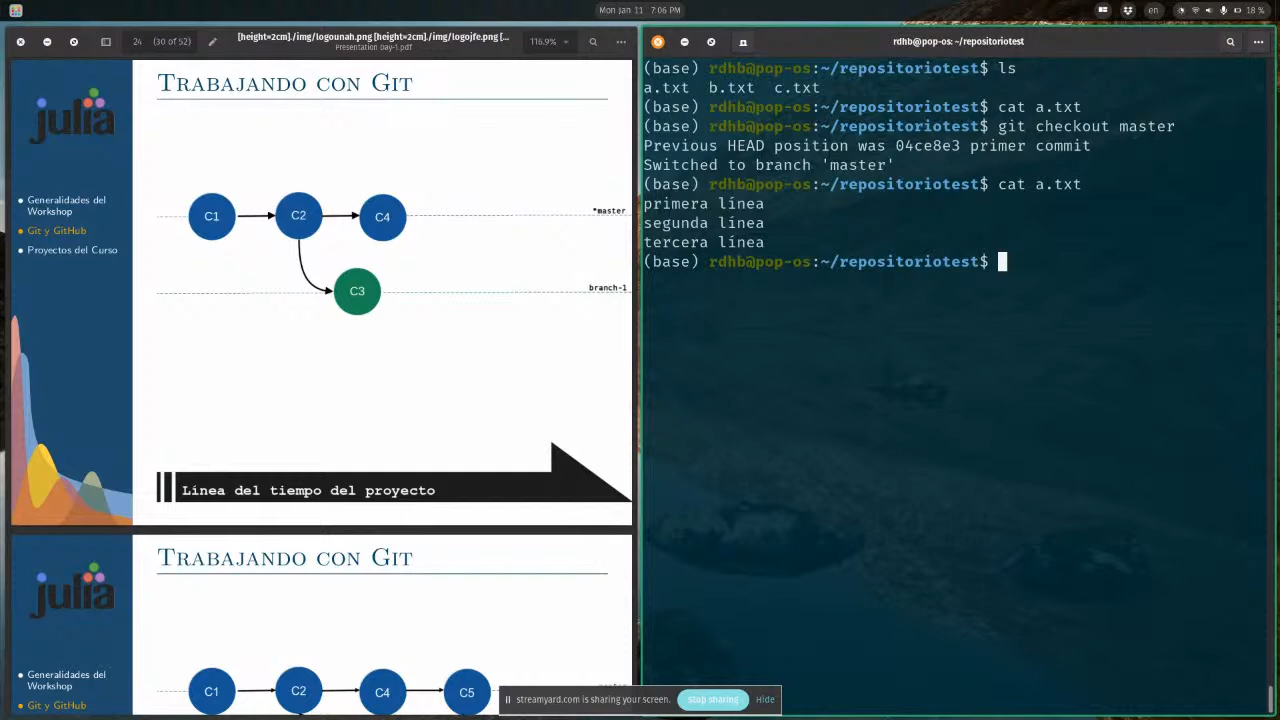 Mon Jan 11 7:06 PM
en
18 %
24 (30 of 52)
[height=2cm]./img/logounah.png[height=2cm]./img/logojfe.png [...
Presentation Day-1.pdf
116.9%
rdhb@pop-os: ~/repositoriotest
TRABAJANDO CON GIT
julia
Generalidades del
Workshop
Git y GitHub
Proyectos del Curso
C1
C2
C4
*master
C3
branch-1
Línea del tiempo del proyecto
TRABAJANDO CON GIT
julia
Generalidades del
Workshop
Git y GitHub
C1
C2
C4
C5
(base) rdhb@pop-os:~/repositoriotest$ ls
a.txt b.txt c.txt
(base) rdhb@pop-os:~/repositoriotest$ cat a.txt
(base) rdhb@pop-os:~/repositoriotest$ git checkout master
Previous HEAD position was 04ce8e3 primer commit
Switched to branch 'master'
(base) rdhb@pop-os:~/repositoriotest$ cat a.txt
primera línea
segunda línea
tercera línea
(base) rdhb@pop-os:~/repositoriotest$
streamyard.com is sharing your screen.
Stop sharing
Hide